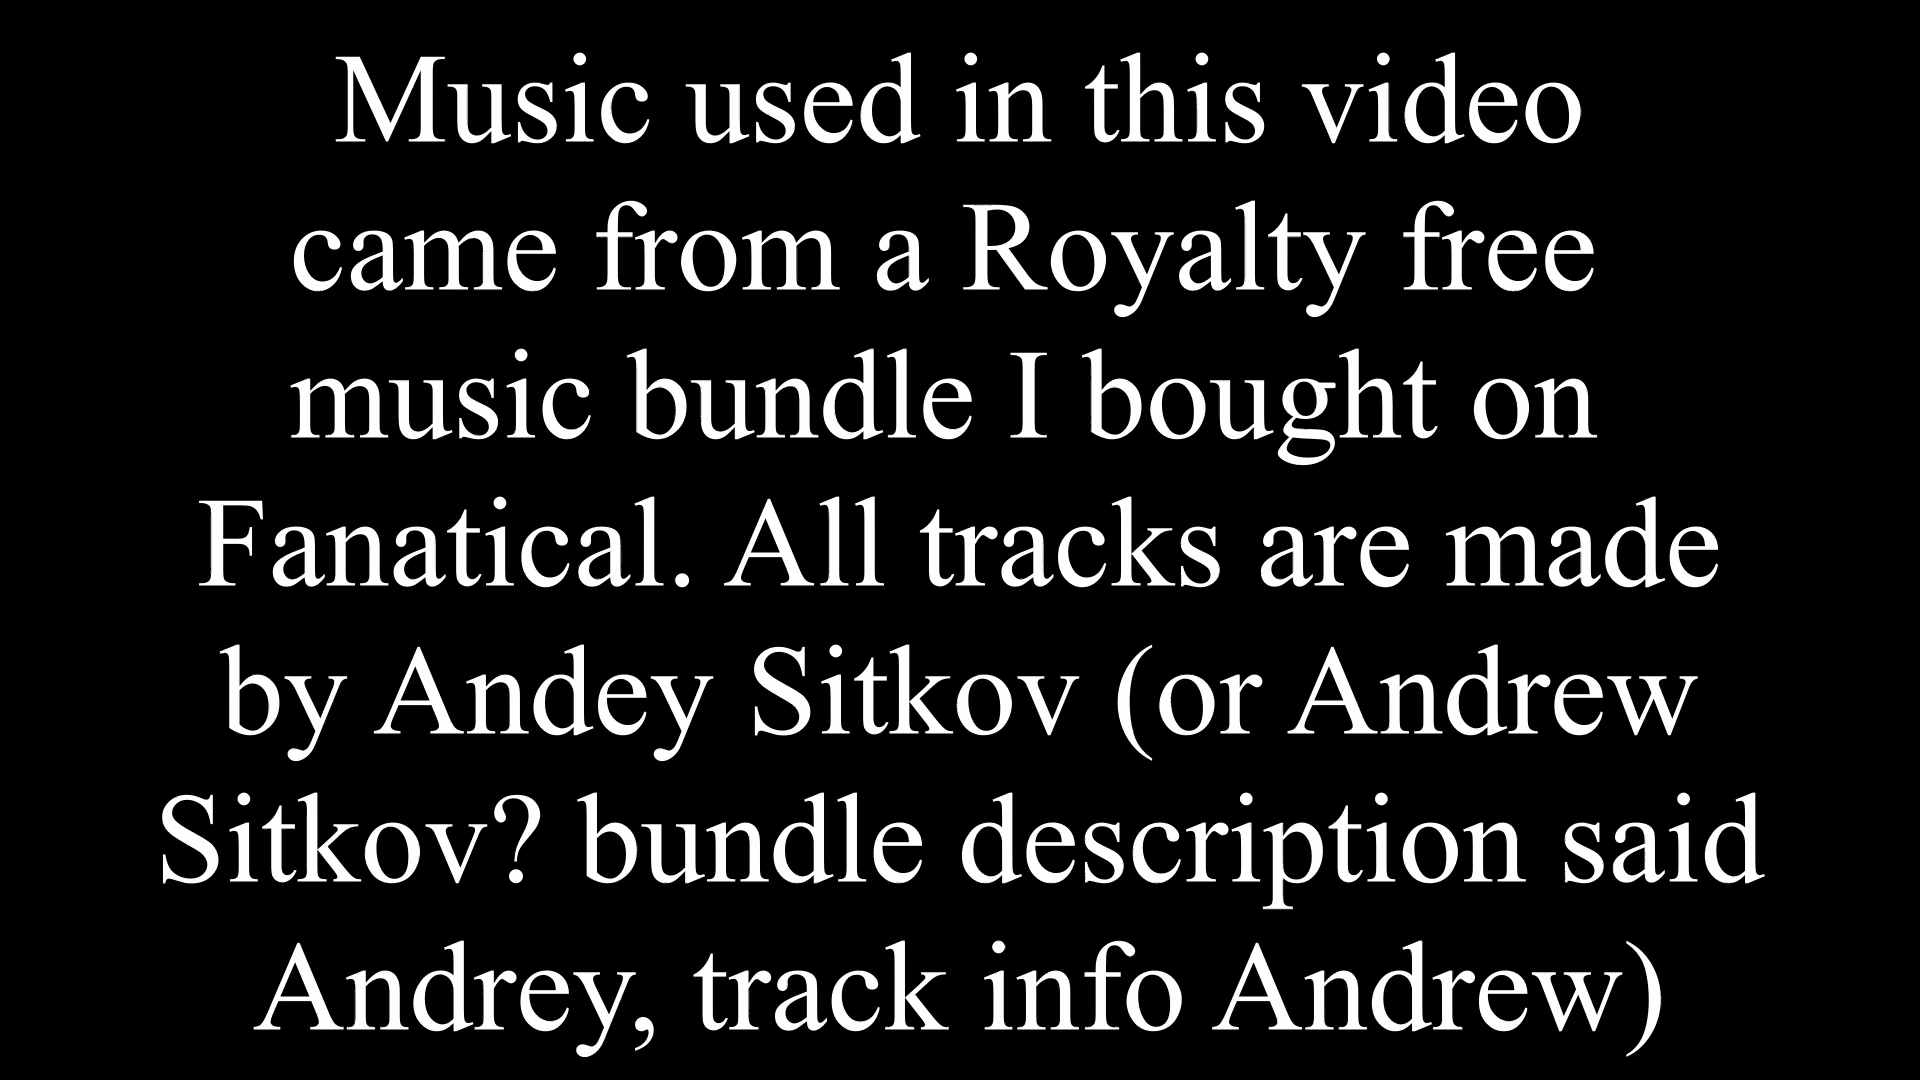 Music used in this video
came from a Royalty free
music bundle I bought on
Fanatical. All tracks are made
by Andey Sitkov (or Andrew
Sitkov? bundle description said
Andrey, track info Andrew)